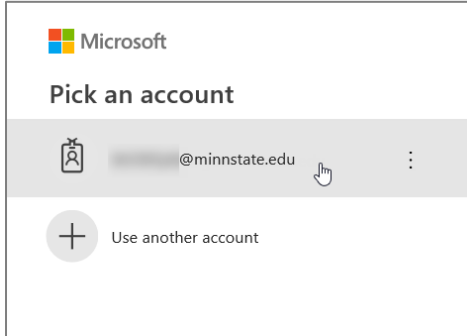 Microsoft
Pick an account
@minnstate.edu
Use another account